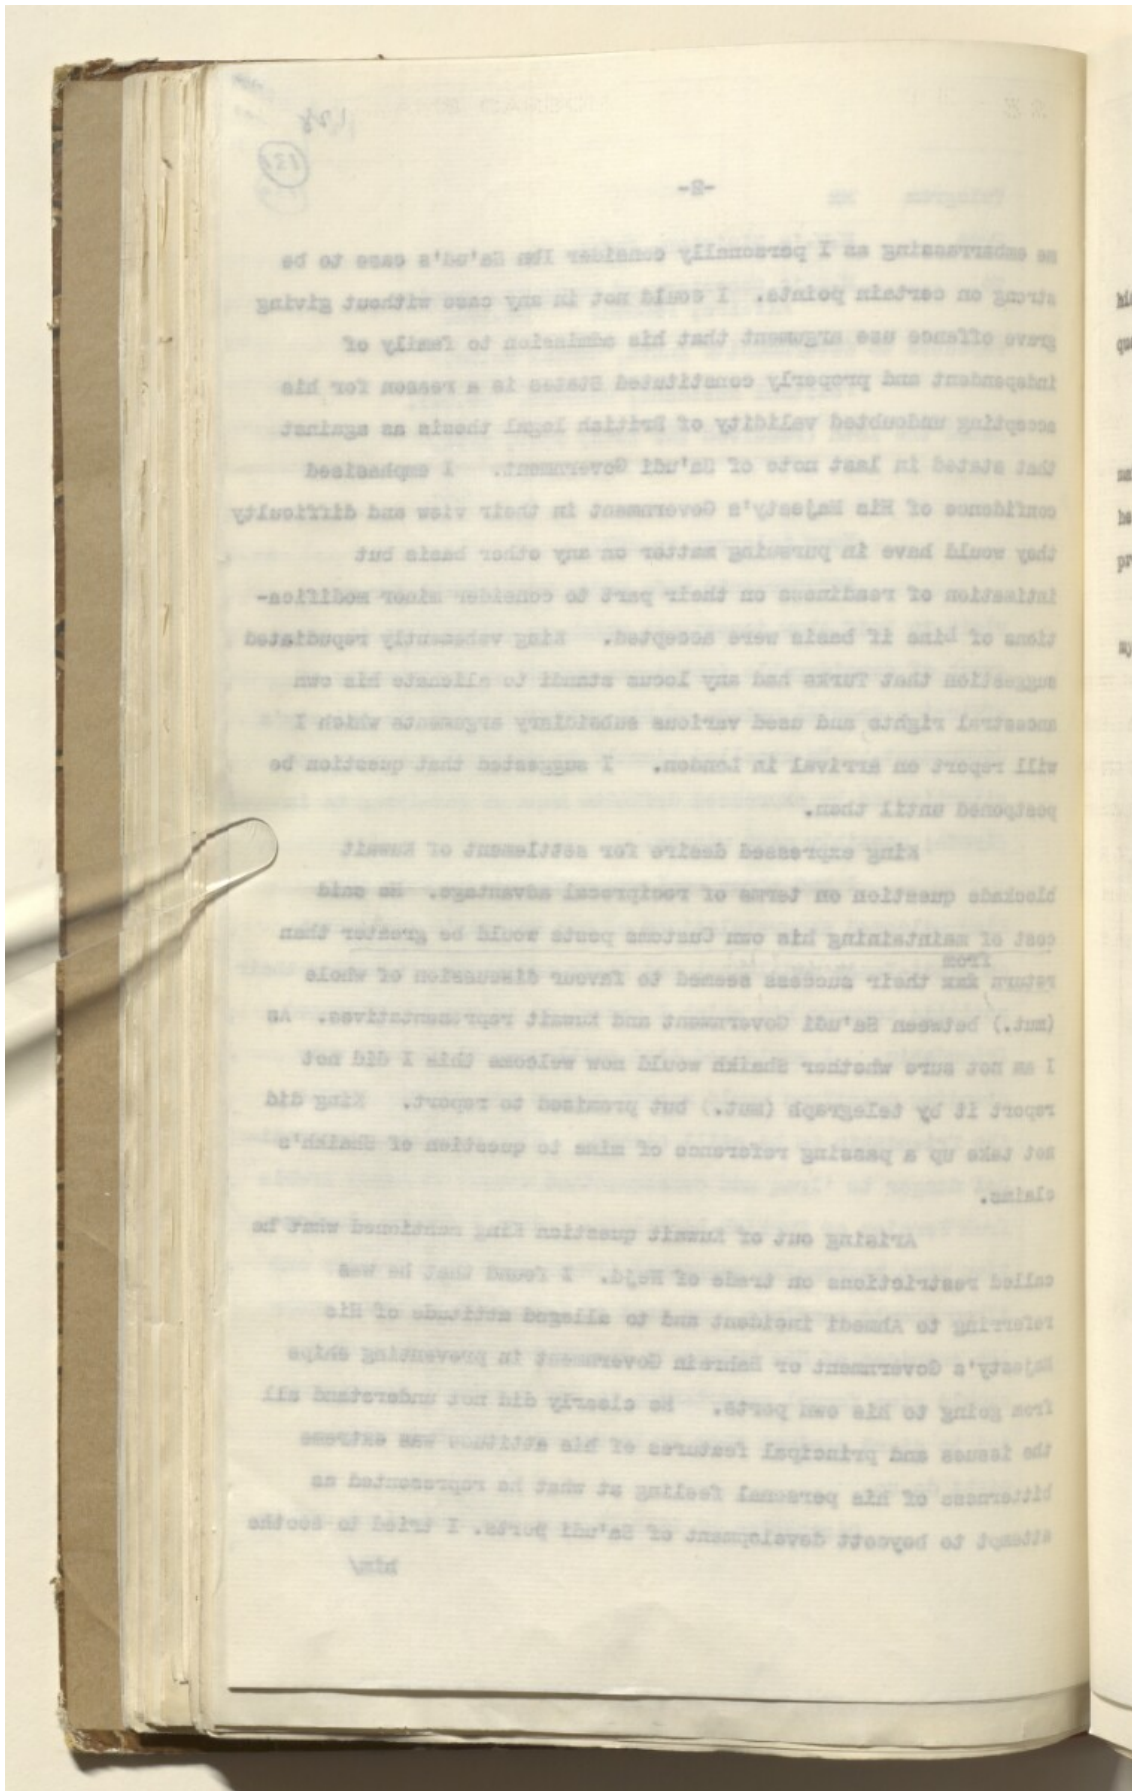 -2-
me embarrassing as I personally consider Ibn Sa'ud's case to be
strong on certain points. I could not in any case without giving
grave offence use argument that his admission to family of
independent and properly constituted States is a reason for his
accepting undoubted validity of British legal thesis as against
that stated in last note of Sa'udi Government. I emphasised
confidence of His Majesty's Government in their view and difficulty
they would have in pursuing matter on any other basis but
intimation of readiness on their part to consider minor modifica-
tions of line if basis were accepted. King vehemently repudiated
suggestion that Turks had any locus standi to alienate his own
ancestral rights and used various subsidiary arguments which I
will report on arrival in London. I suggested that question be
postponed until then.
King expressed desire for settlement of Kuwait
blockade question on terms of reciprocal advantage. He said
cost of maintaining his own Customs posts would be greater than
from
return their success seemed to favour discussion of whole
(mut.) between Sa'udi Government and Kuwait representatives. As
I am not sure whether Shaikh would now welcome this I did not
report it by telegraph (mut.) but promised to report. King did
not take up a passing reference of mine to question of Shaikh's
claims.
Arising out of Kuwait question King mentioned what he
called restrictions on trade of Nejd. I found that he was
referring to Ahmadi incident and to alleged attitude of His
Majesty's Government or Bahrein Government in preventing ships
from going to his own ports. He clearly did not understand all
the issues and principal features of his attitude was extreme
bitterness of his personal feeling at what he represented as
attempt to boycott development of Sa'udi ports. I tried to soothe
him/